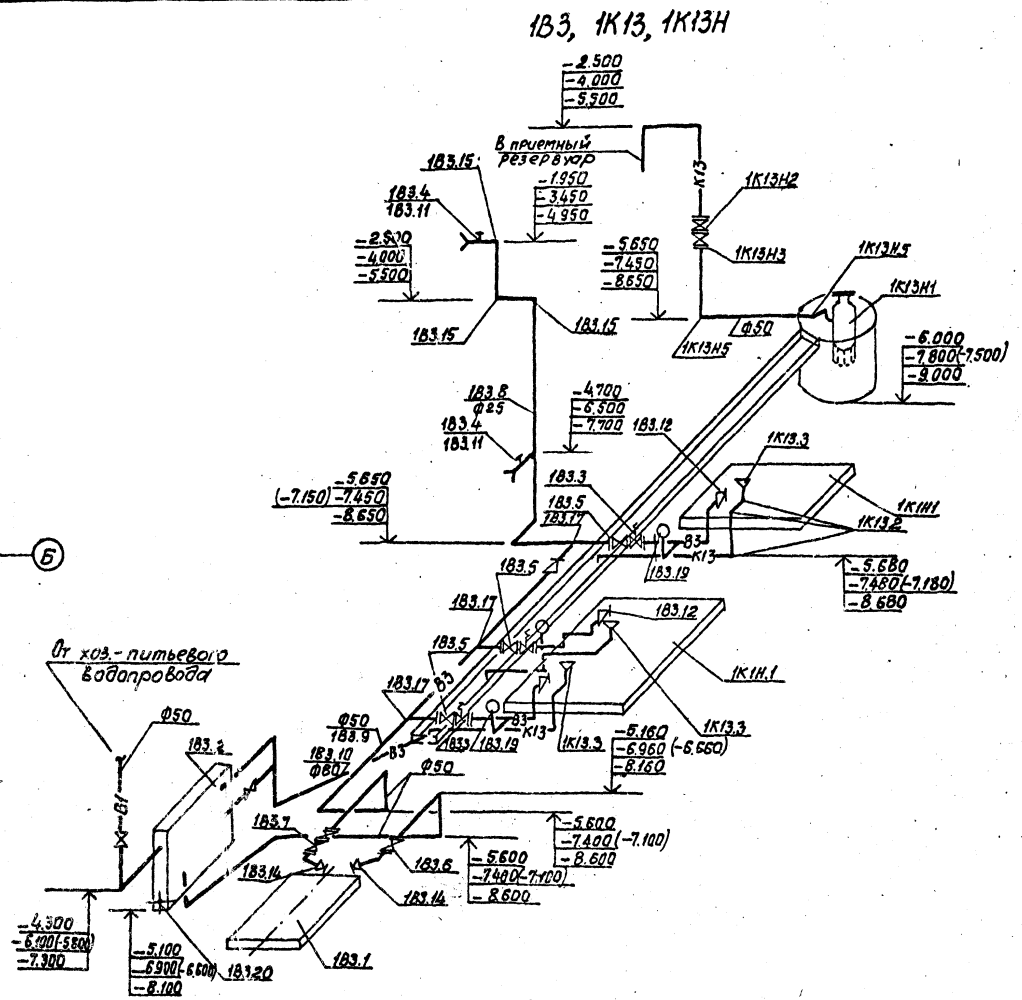 1В3, 1К13, 1К13Н
-2.500
-4.000
-5.500
В приемный
резервуар
1В3.15
-1.950
-3.450
-4.950
1В3.4
1В3.11
К13
1К13Н2
-2.500
-4.000
-5.500
-5.650
-7.450
-8.650
1К13Н3
1К13Н5
1К13Н1
1В3.15
1В3.15
1К13Н5
Ф50
-6.000
-7.800(-7.500)
-9.000
1В3.8
Ф25
-4.700
-6.500
-7.700
1В3.4
1В3.11
1В3.12
1К13.3
-5.650
(-7.150) -7.450
-8.650
1В3.3
1В3.5
1В3.17
1К1Н1
1К13.2
В3
К13
Б
1В3.5
1В3.19
-5.680
-7.480(-7.180)
-8.680
1В3.17
1В3.12
От хоз.-питьевого
водопровода
1В3.5
1К1Н.1
1В3.17
В3
Ф50
1В3.2
Ф50
1В3.9
В3
1В3.19
В3
К13
1К13.3
1К13.3
1В3.10
Ф80
Ф50
-5.160
-6.960 (-6.660)
-8.160
В1
1В3.7
-5.600
-7.400 (-7.100)
-8.600
1В3.14
1В3.6
1В3.14
-5.600
-7.400(-7.100)
-8.600
-4.300
-6.100(-5.800)
-7.300
-5.100
-6.900(-6.600)
-8.100
1В3.20
1В3.1